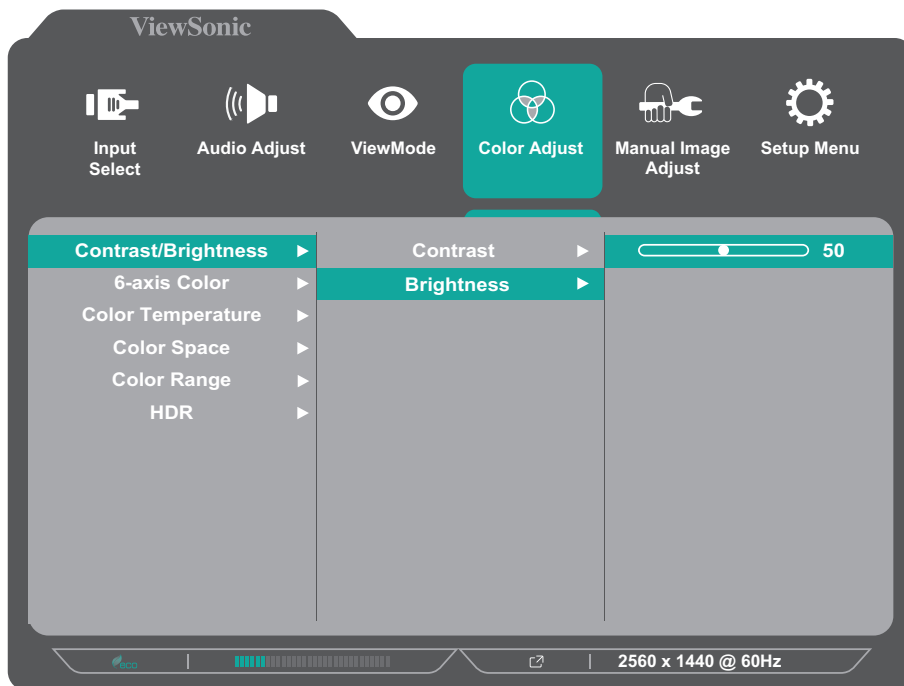 ViewSonic
Input
Select
Audio Adjust
ViewMode
Color Adjust
Manual Image
Adjust
Setup Menu
Contrast/Brightness
6-axis Color
Color Temperature
Color Space
Color Range
HDR
Contrast
Brightness
50
eco
2560 x 1440 @ 60Hz